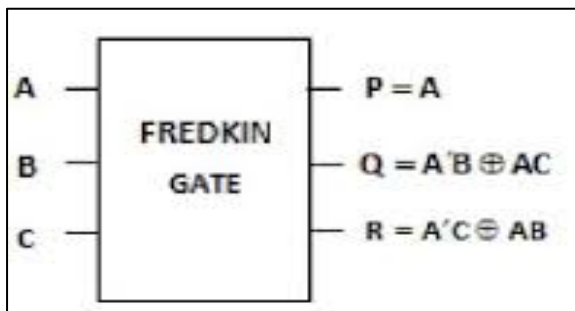 A
P = A
FREDKIN
B
Q = A'B ⊕ AC
GATE
C
R = A'C ⊕ AB